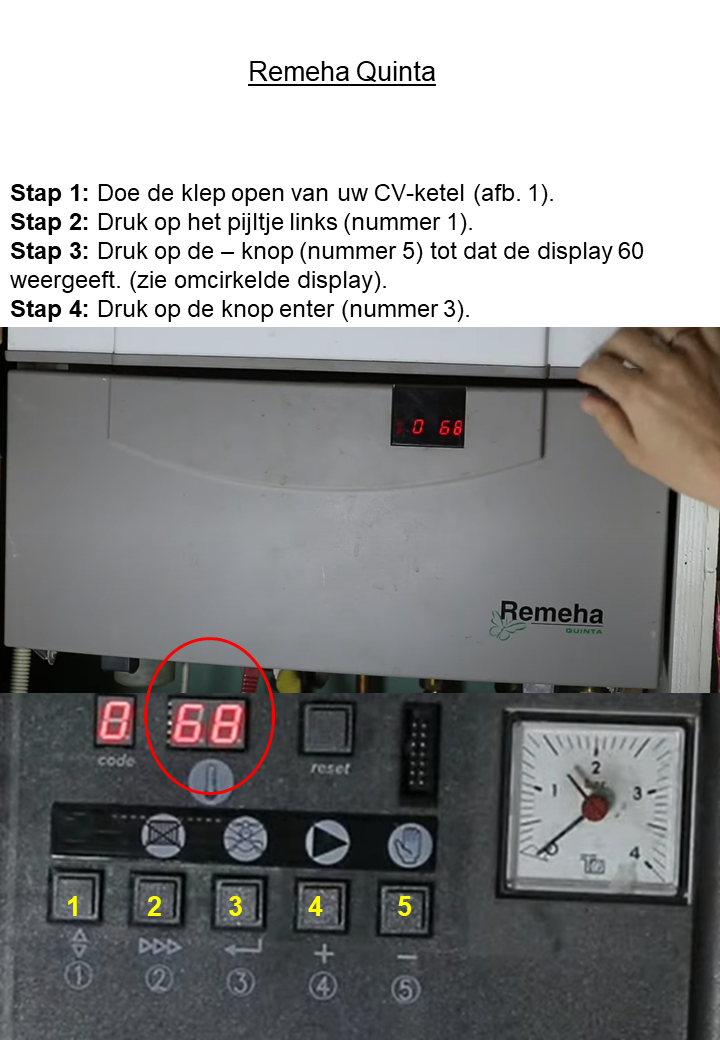 Remeha Quinta
Stap 1: Doe de klep open van uw CV-ketel (afb. 1).
Stap 2: Druk op het pijltje links (nummer 1).
Stap 3: Druk op de – knop (nummer 5) tot dat de display 60
weergeeft. (zie omcirkelde display).
Stap 4: Druk op de knop enter (nummer 3).
0 68
Remeha
QUINTA
0 68
code
reset
0 1 2 3 4
bar
1 2 3 4 5
+ −
1 2 3 4 5